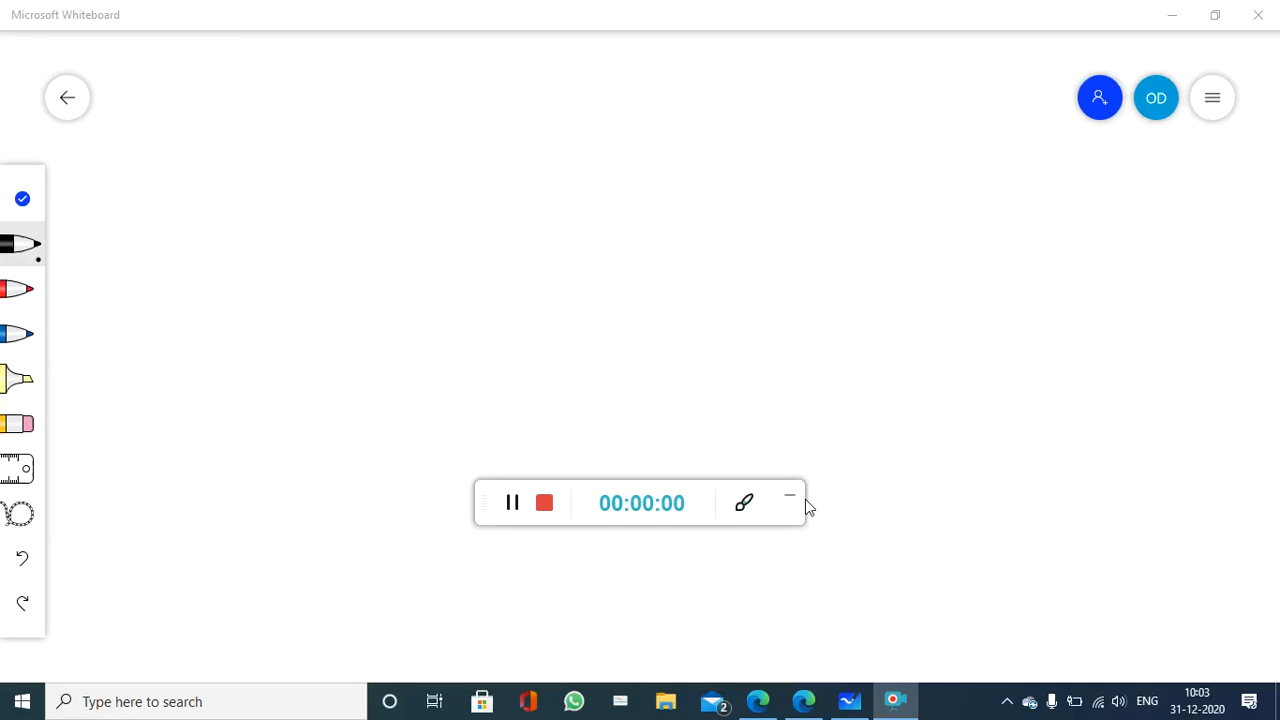 Microsoft Whiteboard
OD
00:00:00
Type here to search
2
ENG
10:03
31-12-2020